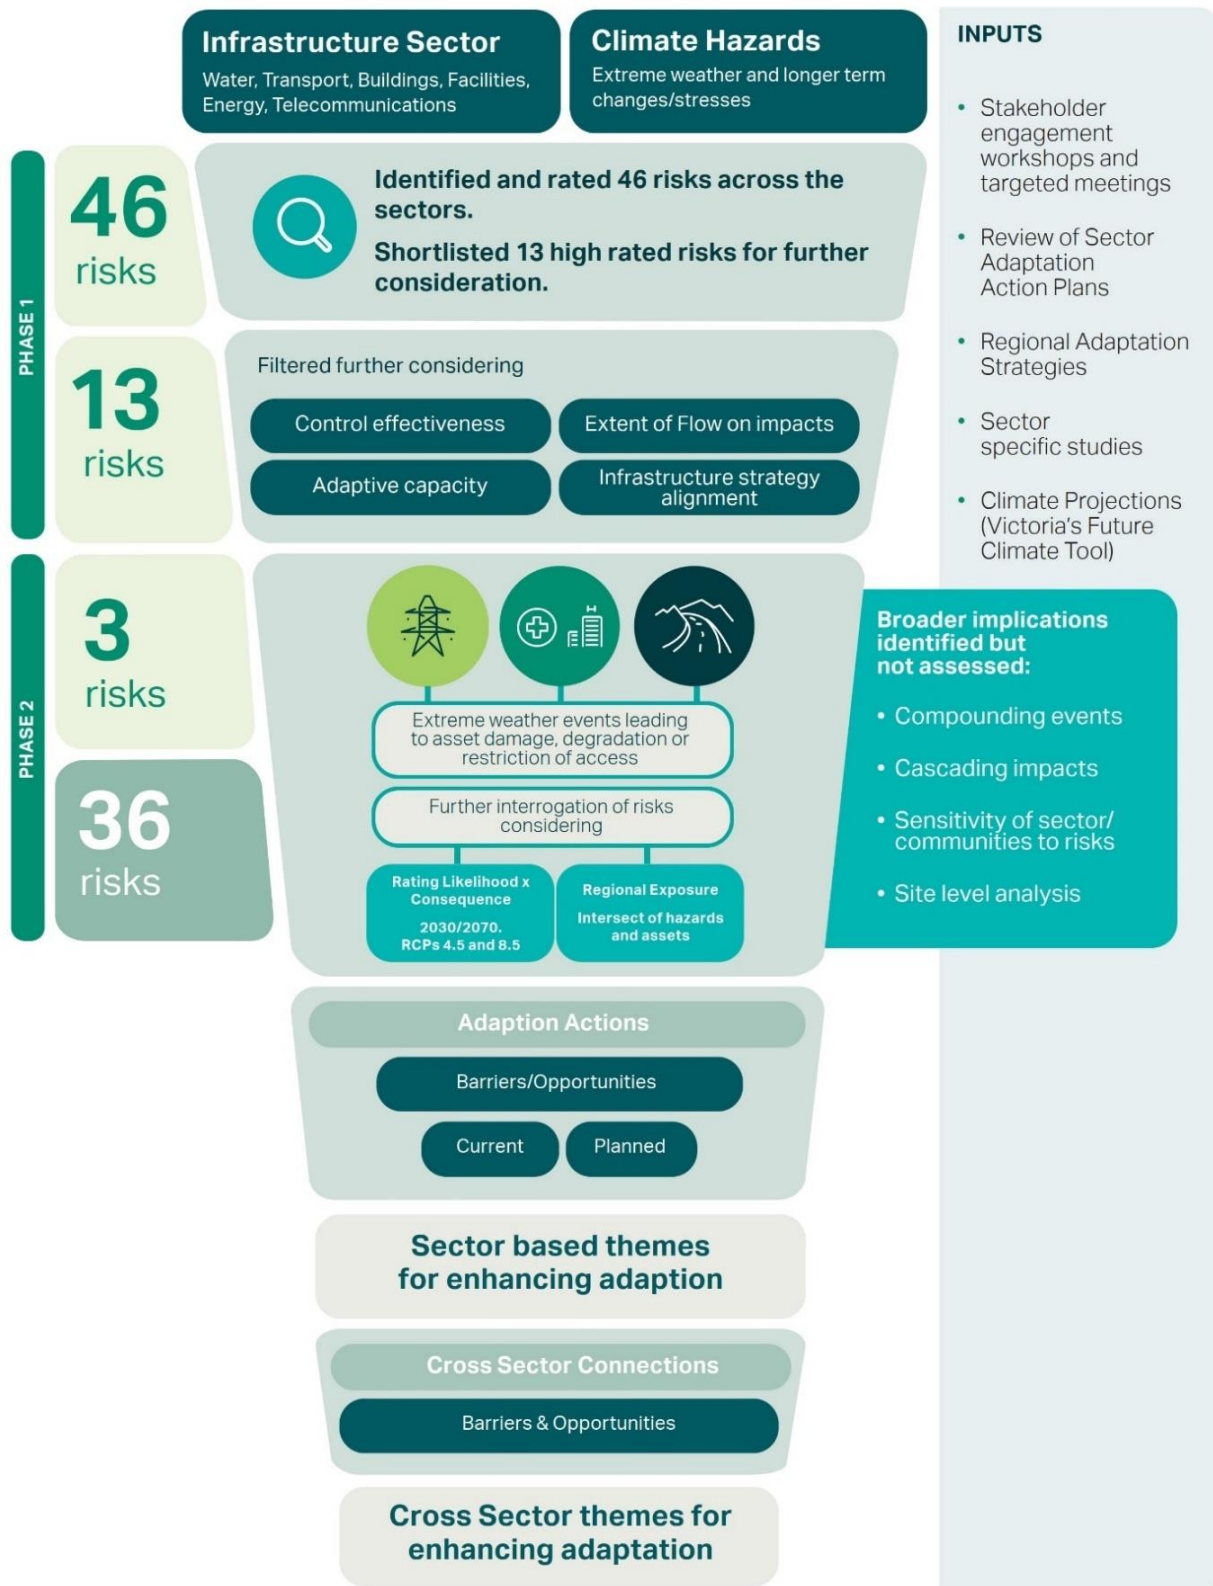 Infrastructure Sector
Water, Transport, Buildings, Facilities,
Energy, Telecommunications
Climate Hazards
Extreme weather and longer term
changes/stresses
INPUTS
• Stakeholder
engagement
workshops and
targeted meetings
• Review of Sector
Adaptation
Action Plans
• Regional Adaptation
Strategies
• Sector
specific studies
• Climate Projections
(Victoria's Future
Climate Tool)
PHASE 1
46
risks
Identified and rated 46 risks across the
sectors.
Shortlisted 13 high rated risks for further
consideration.
13
risks
Filtered further considering
Control effectiveness
Extent of Flow on impacts
Adaptive capacity
Infrastructure strategy
alignment
PHASE 2
3
risks
36
risks
Extreme weather events leading
to asset damage, degradation or
restriction of access
Further interrogation of risks
considering
Rating Likelihood x
Consequence
2030/2070.
RCPs 4.5 and 8.5
Regional Exposure
Intersect of hazards
and assets
Broader implications
identified but
not assessed:
• Compounding events
• Cascading impacts
• Sensitivity of sector/
communities to risks
• Site level analysis
Adaption Actions
Barriers/Opportunities
Current
Planned
Sector based themes
for enhancing adaption
Cross Sector Connections
Barriers & Opportunities
Cross Sector themes for
enhancing adaptation